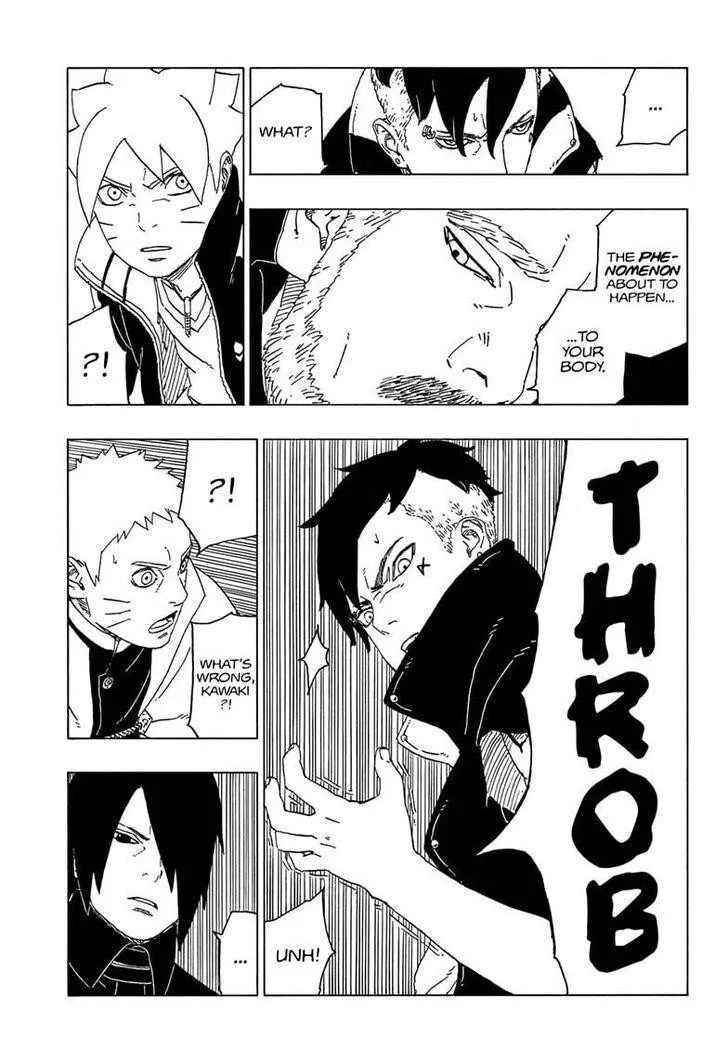 ...
WHAT?
THE PHE-
NOMENON
ABOUT TO
HAPPEN...
...TO
YOUR
BODY.
?!
THROB
UNH!
?!
WHAT'S
WRONG,
KAWAKI
?!
...